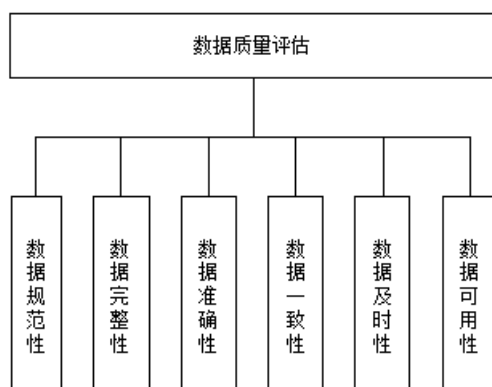 数据质量评估
数据规范性
数据完整性
数据准确性
数据一致性
数据及时性
数据可用性